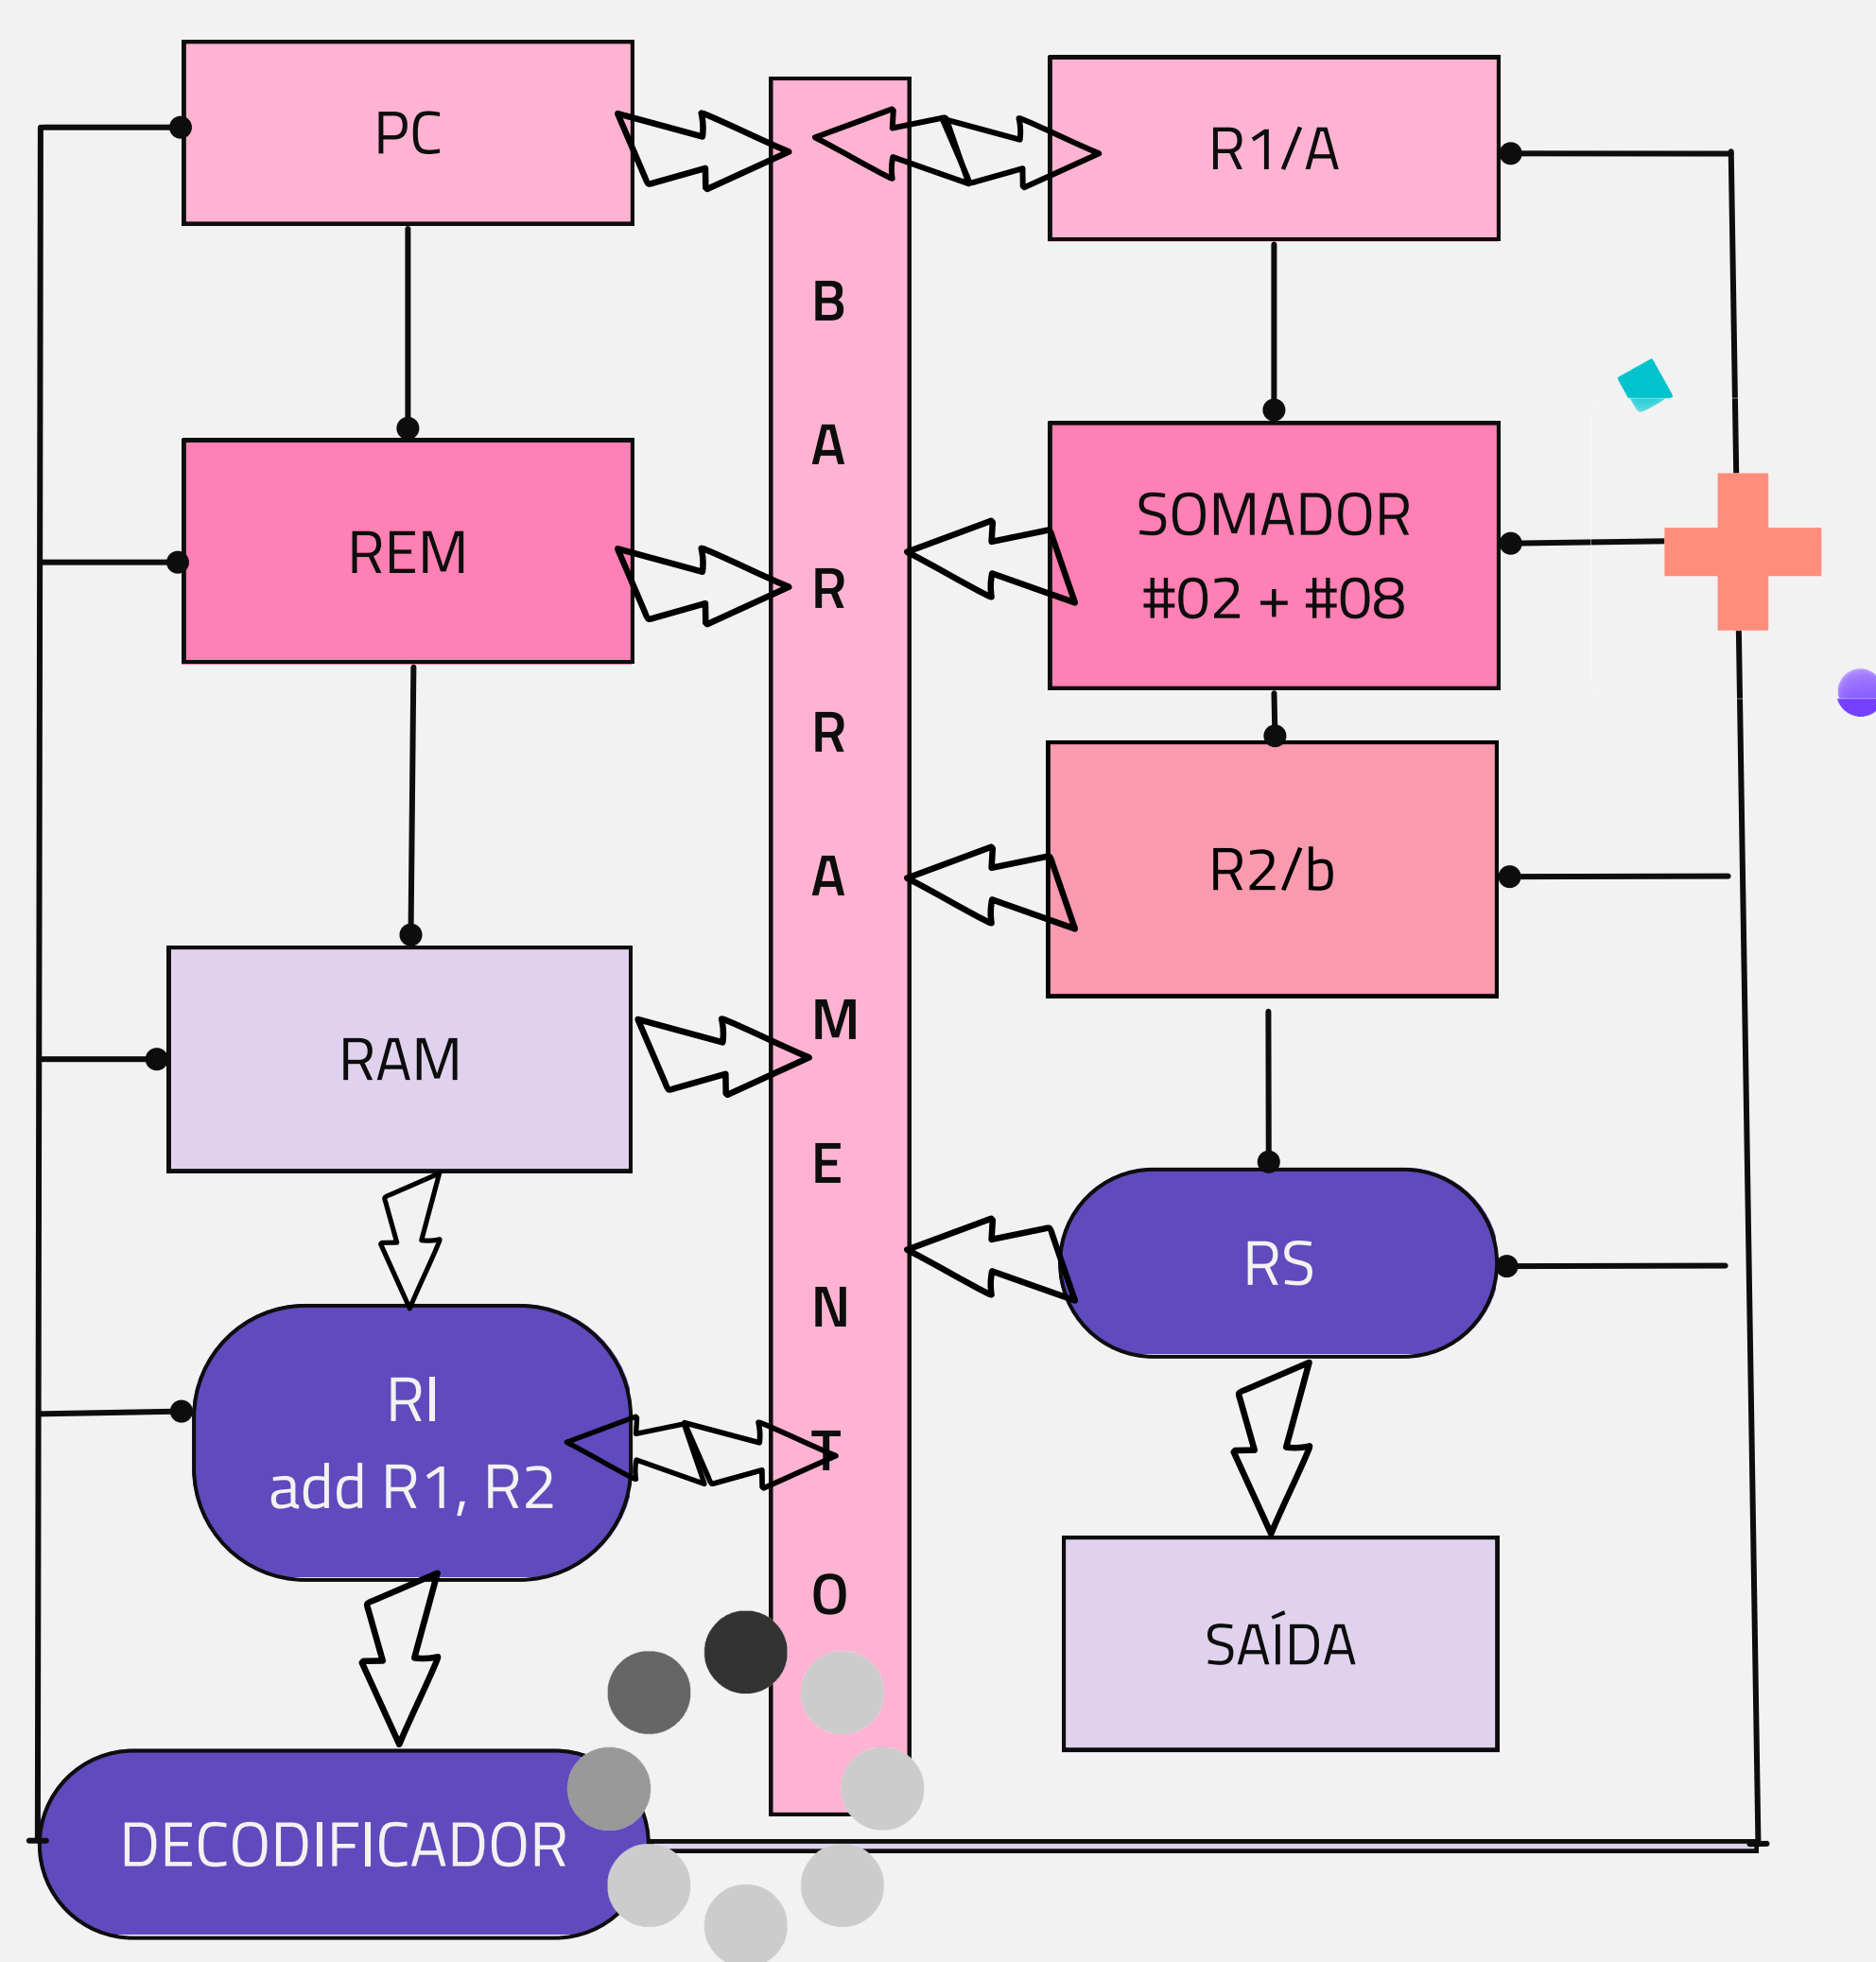 PC
REM
RAM
RI
add R1, R2
DECODIFICADOR
B
A
R
R
A
M
E
N
T
O
R1/A
SOMADOR
#02 + #08
R2/b
RS
SAÍDA